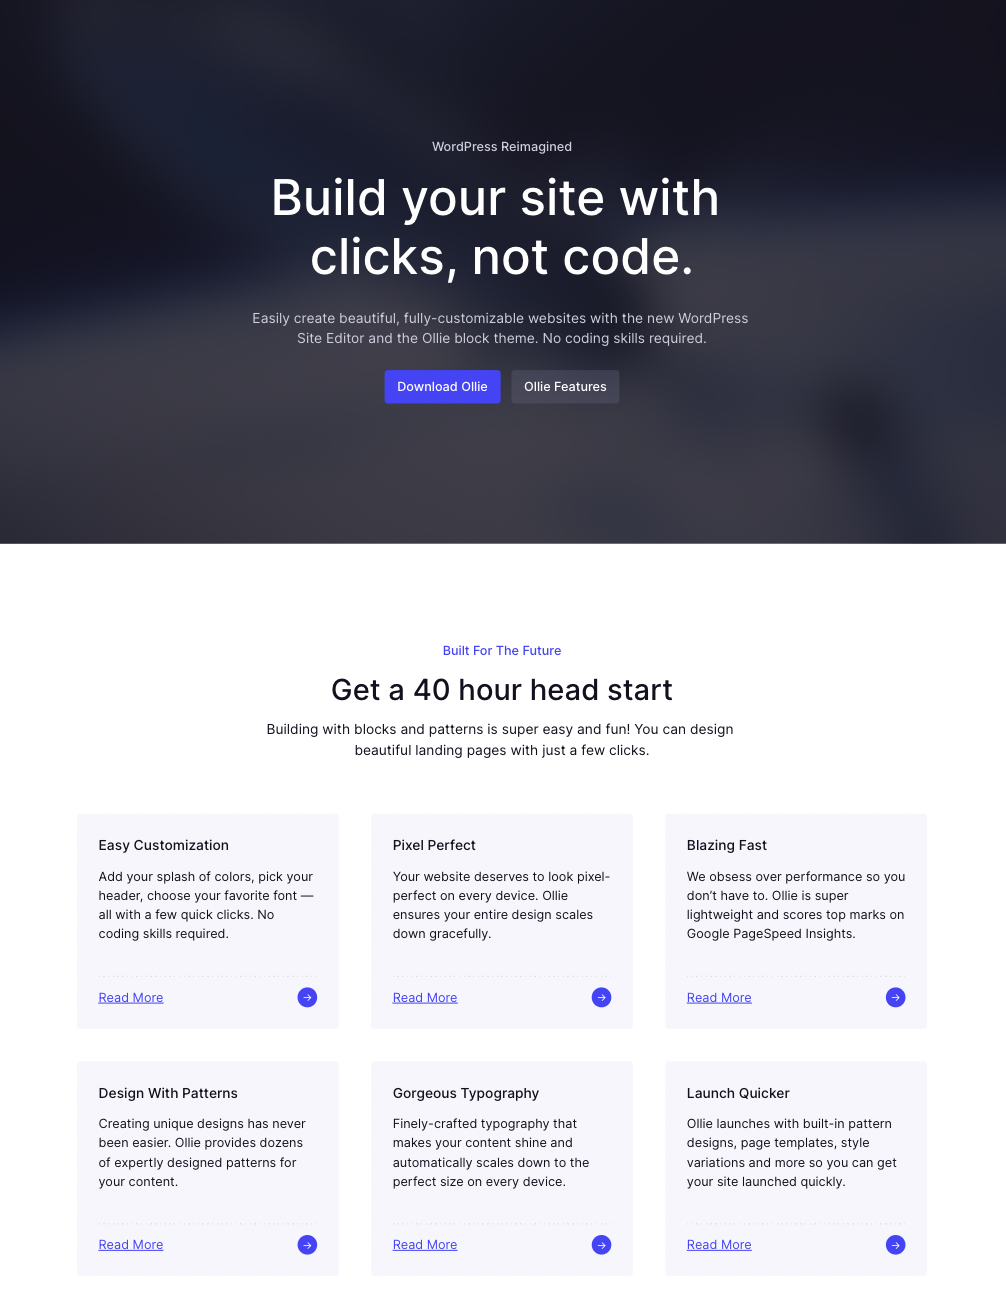 WordPress Reimagined
Build your site with
clicks, not code.
Easily create beautiful, fully-customizable websites with the new WordPress
Site Editor and the Ollie block theme. No coding skills required.
Download Ollie
Ollie Features
Built For The Future
Get a 40 hour head start
Building with blocks and patterns is super easy and fun! You can design
beautiful landing pages with just a few clicks.
Easy Customization
Add your splash of colors, pick your
header, choose your favorite font —
all with a few quick clicks. No
coding skills required.
Read More
→
Pixel Perfect
Your website deserves to look pixel-
perfect on every device. Ollie
ensures your entire design scales
down gracefully.
Read More
→
Blazing Fast
We obsess over performance so you
don’t have to. Ollie is super
lightweight and scores top marks on
Google PageSpeed Insights.
Read More
→
Design With Patterns
Creating unique designs has never
been easier. Ollie provides dozens
of expertly designed patterns for
your content.
Read More
→
Gorgeous Typography
Finely-crafted typography that
makes your content shine and
automatically scales down to the
perfect size on every device.
Read More
→
Launch Quicker
Ollie launches with built-in pattern
designs, page templates, style
variations and more so you can get
your site launched quickly.
Read More
→